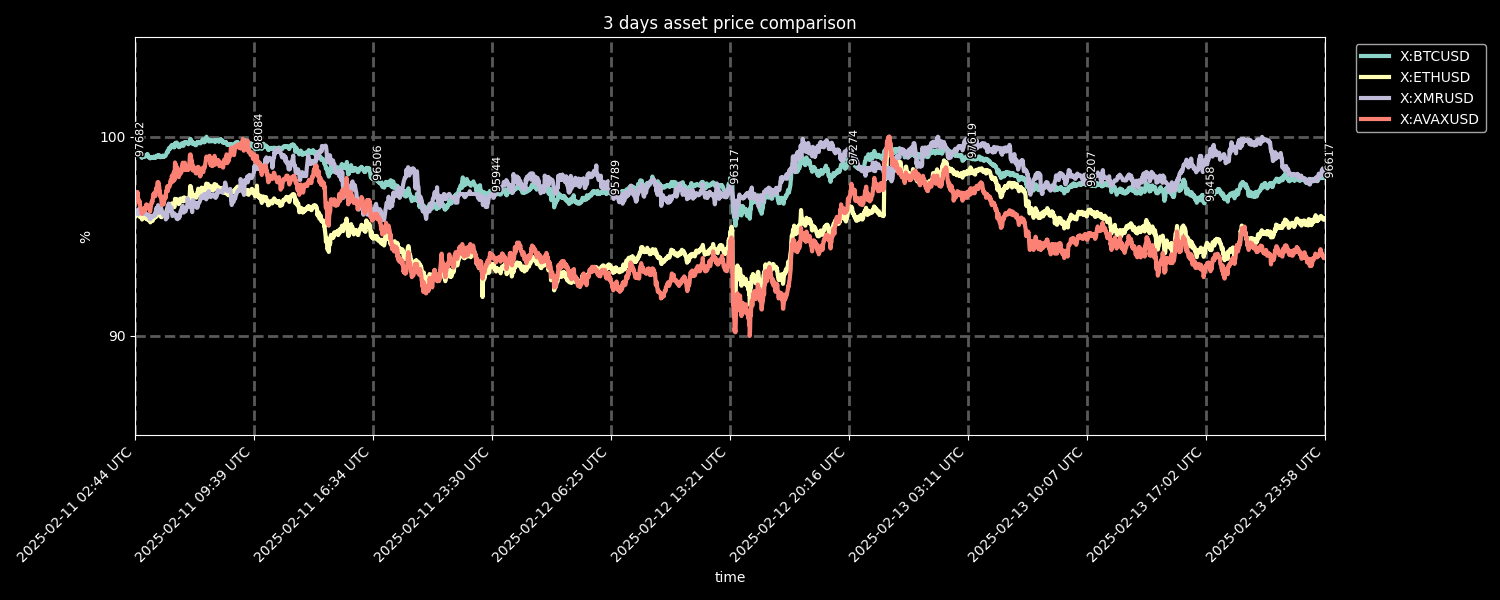 3 days asset price comparison
X:BTCUSD
X:ETHUSD
X:XMRUSD
X:AVAXUSD
100
90
%
97682
98084
96506
95944
95789
96317
97274
97619
96207
95458
96617
2025-02-11 02:44 UTC
2025-02-11 09:39 UTC
2025-02-11 16:34 UTC
2025-02-11 23:30 UTC
2025-02-12 06:25 UTC
2025-02-12 13:21 UTC
2025-02-12 20:16 UTC
2025-02-13 03:11 UTC
2025-02-13 10:07 UTC
2025-02-13 17:02 UTC
2025-02-13 23:58 UTC
time